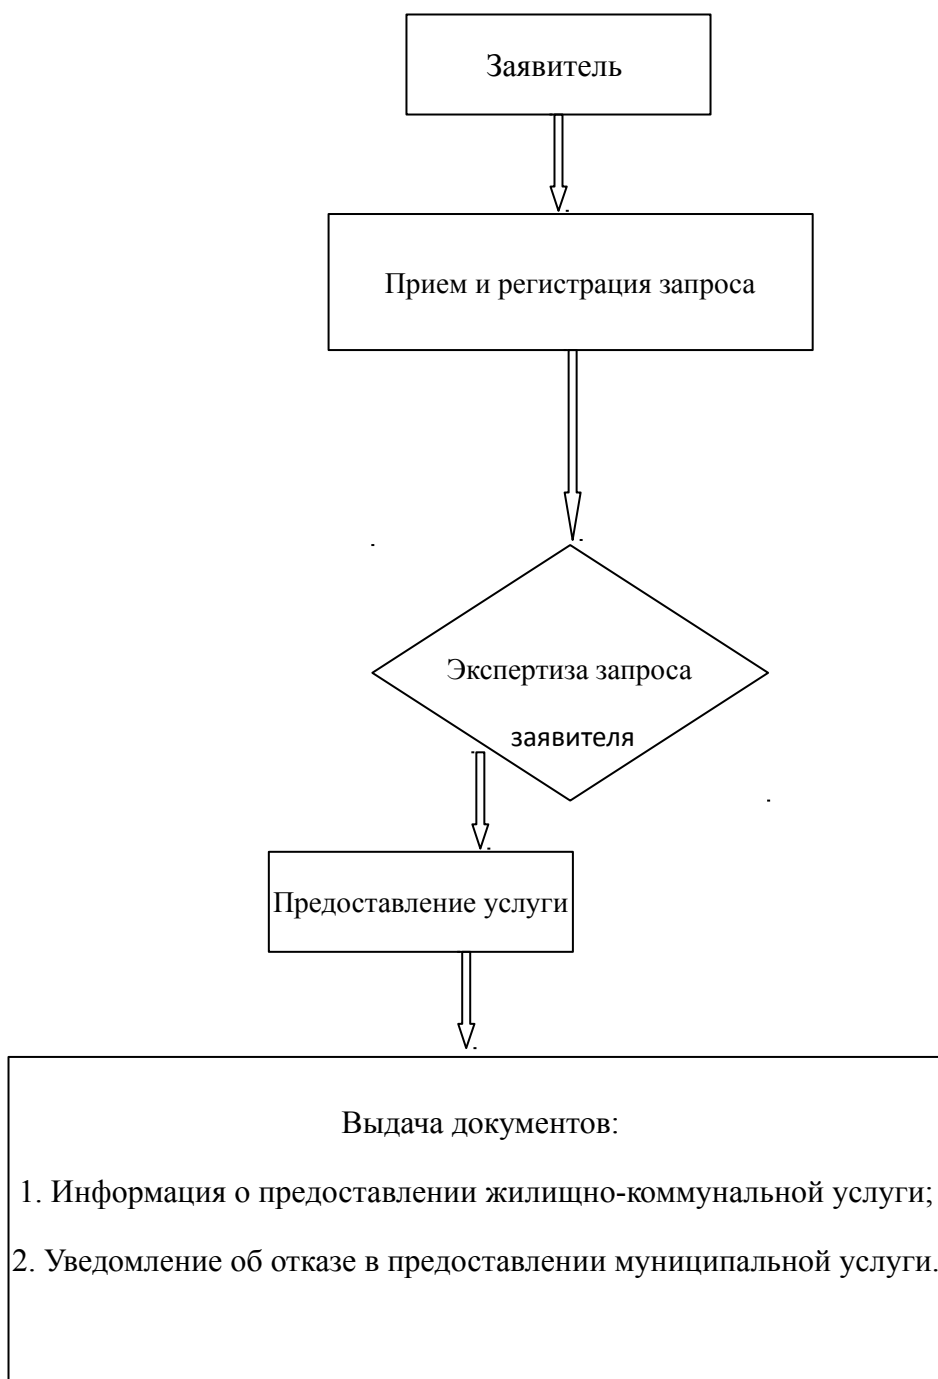 Заявитель
Прием и регистрация запроса
Экспертиза запроса
заявителя
Предоставление услуги
Выдача документов:
1. Информация о предоставлении жилищно-коммунальной услуги;
2. Уведомление об отказе в предоставлении муниципальной услуги.